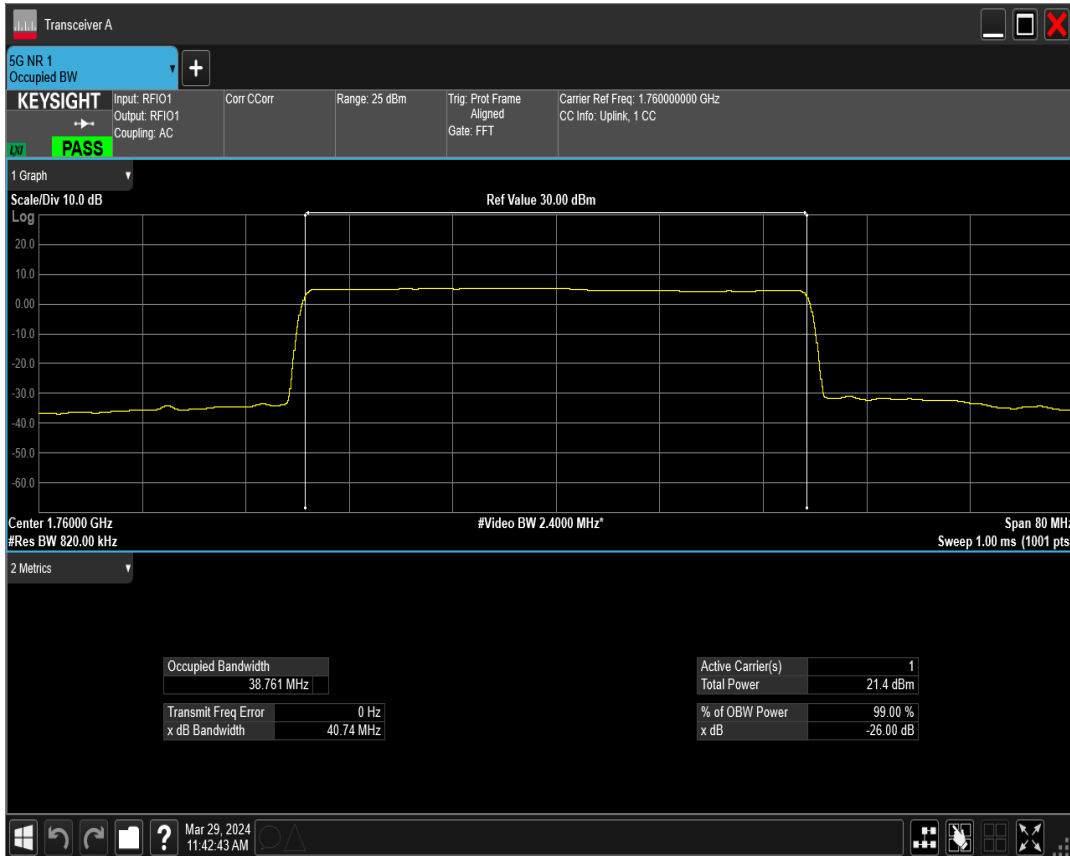 Transceiver A
5G NR 1
Occupied BW
+
KEYSIGHT
LXI
PASS
Input: RFIO1
Output: RFIO1
Coupling: AC
Corr CCorr
Range: 25 dBm
Trig: Prot Frame
Aligned
Gate: FFT
Carrier Ref Freq: 1.760000000 GHz
CC Info: Uplink, 1 CC
1 Graph
Scale/Div 10.0 dB
Ref Value 30.00 dBm
Log
20.0
10.0
0.00
-10.0
-20.0
-30.0
-40.0
-50.0
-60.0
Center 1.76000 GHz
#Video BW 2.4000 MHz*
Span 80 MHz
#Res BW 820.00 kHz
Sweep 1.00 ms (1001 pts
2 Metrics
Occupied Bandwidth
38.761 MHz
Transmit Freq Error 0 Hz
x dB Bandwidth 40.74 MHz
Active Carrier(s) 1
Total Power 21.4 dBm
% of OBW Power 99.00 %
x dB -26.00 dB
?
Mar 29, 2024
11:42:43 AM